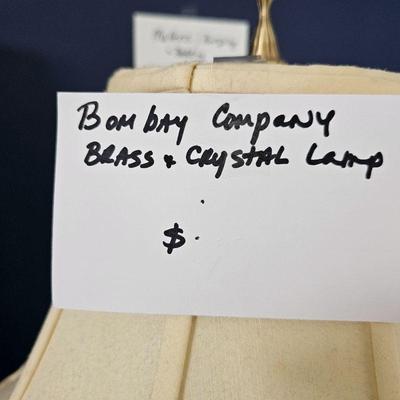 Bombay Company
Brass & Crystal Lamp
$